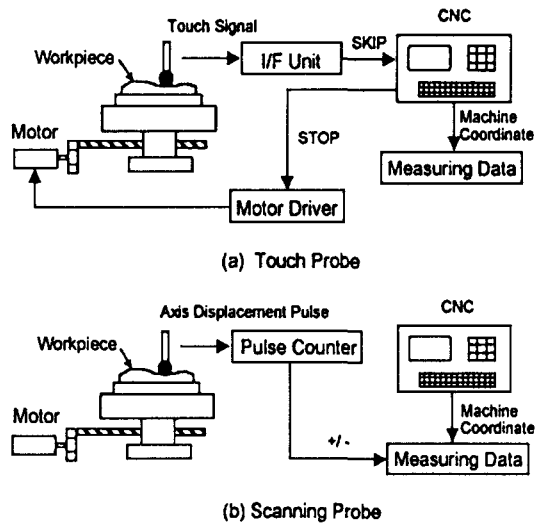 CNC
Touch Signal
Workpiece
I/F Unit
SKIP
Motor
STOP
Machine
Coordinate
Measuring Data
Motor Driver
(a) Touch Probe
Axis Displacement Pulse
CNC
Workpiece
Pulse Counter
Motor
Machine
Coordinate
+/-
Measuring Data
(b) Scanning Probe